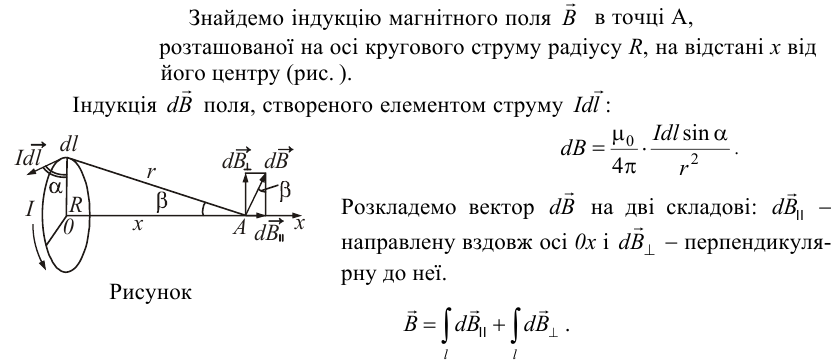 Знайдемо індукцію магнітного поля B⃗ в точці А,
розташованої на осі кругового струму радіусу R, на відстані x від
його центру (рис. ).
Індукція dB⃗ поля, створеного елементом струму Idl⃗ :
dB = μ₀/4π · Idl sin α / r² .
Idl⃗ dl
α
r
dB⃗⊥ dB⃗
β
β
I R
0 x A dB⃗∥ x
Рисунок
Розкладемо вектор dB⃗ на дві складові: dB⃗∥ –
направлену вздовж осі 0x і dB⃗⊥ – перпендикуля-
рну до неї.
B⃗ = ∫l dB⃗∥ + ∫l dB⃗⊥ .